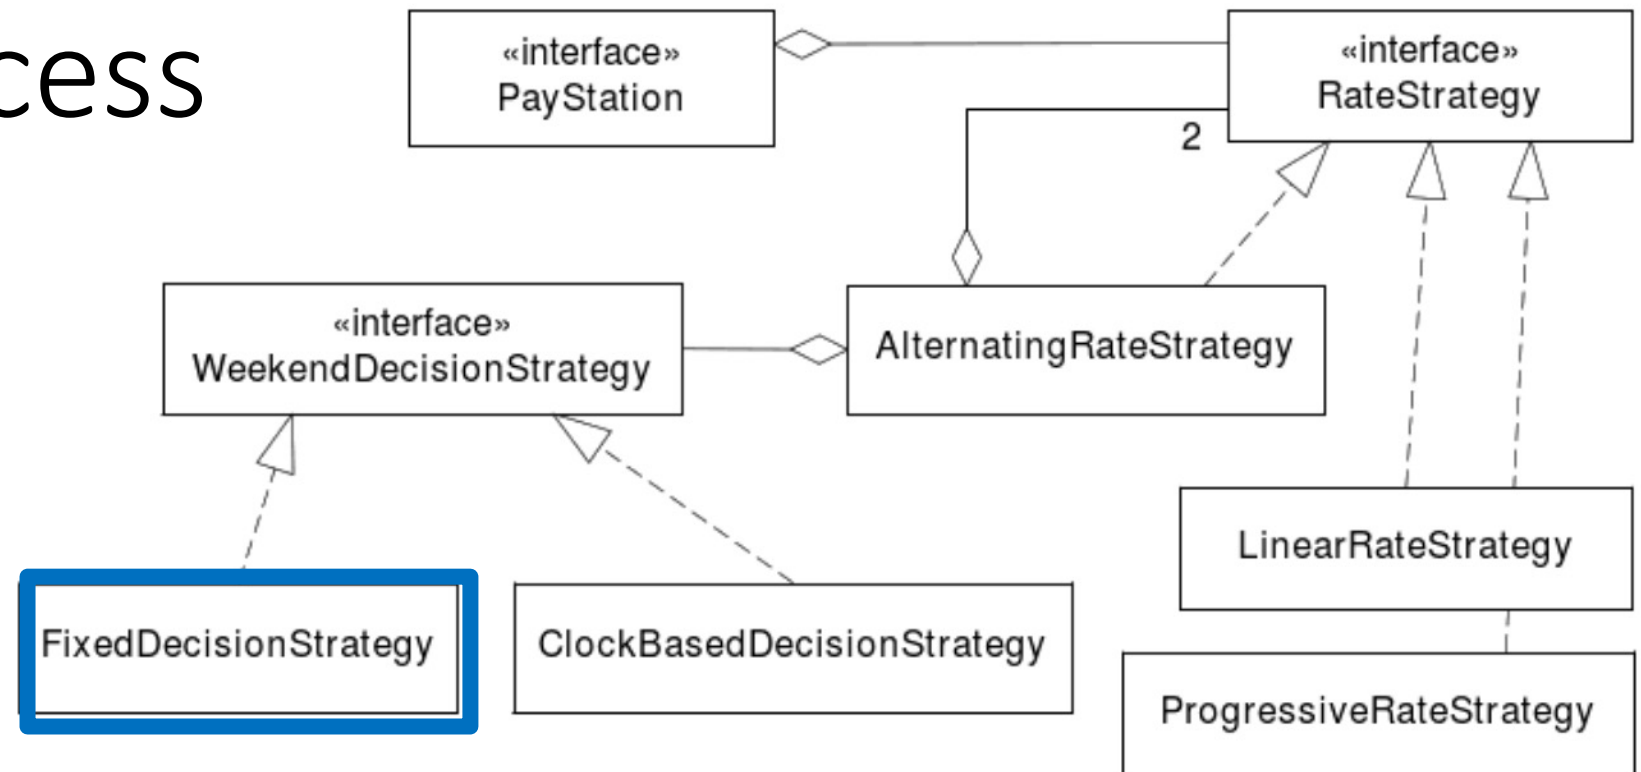 cess
«interface»
PayStation
«interface»
RateStrategy
2
«interface»
WeekendDecisionStrategy
AlternatingRateStrategy
LinearRateStrategy
FixedDecisionStrategy
ClockBasedDecisionStrategy
ProgressiveRateStrategy